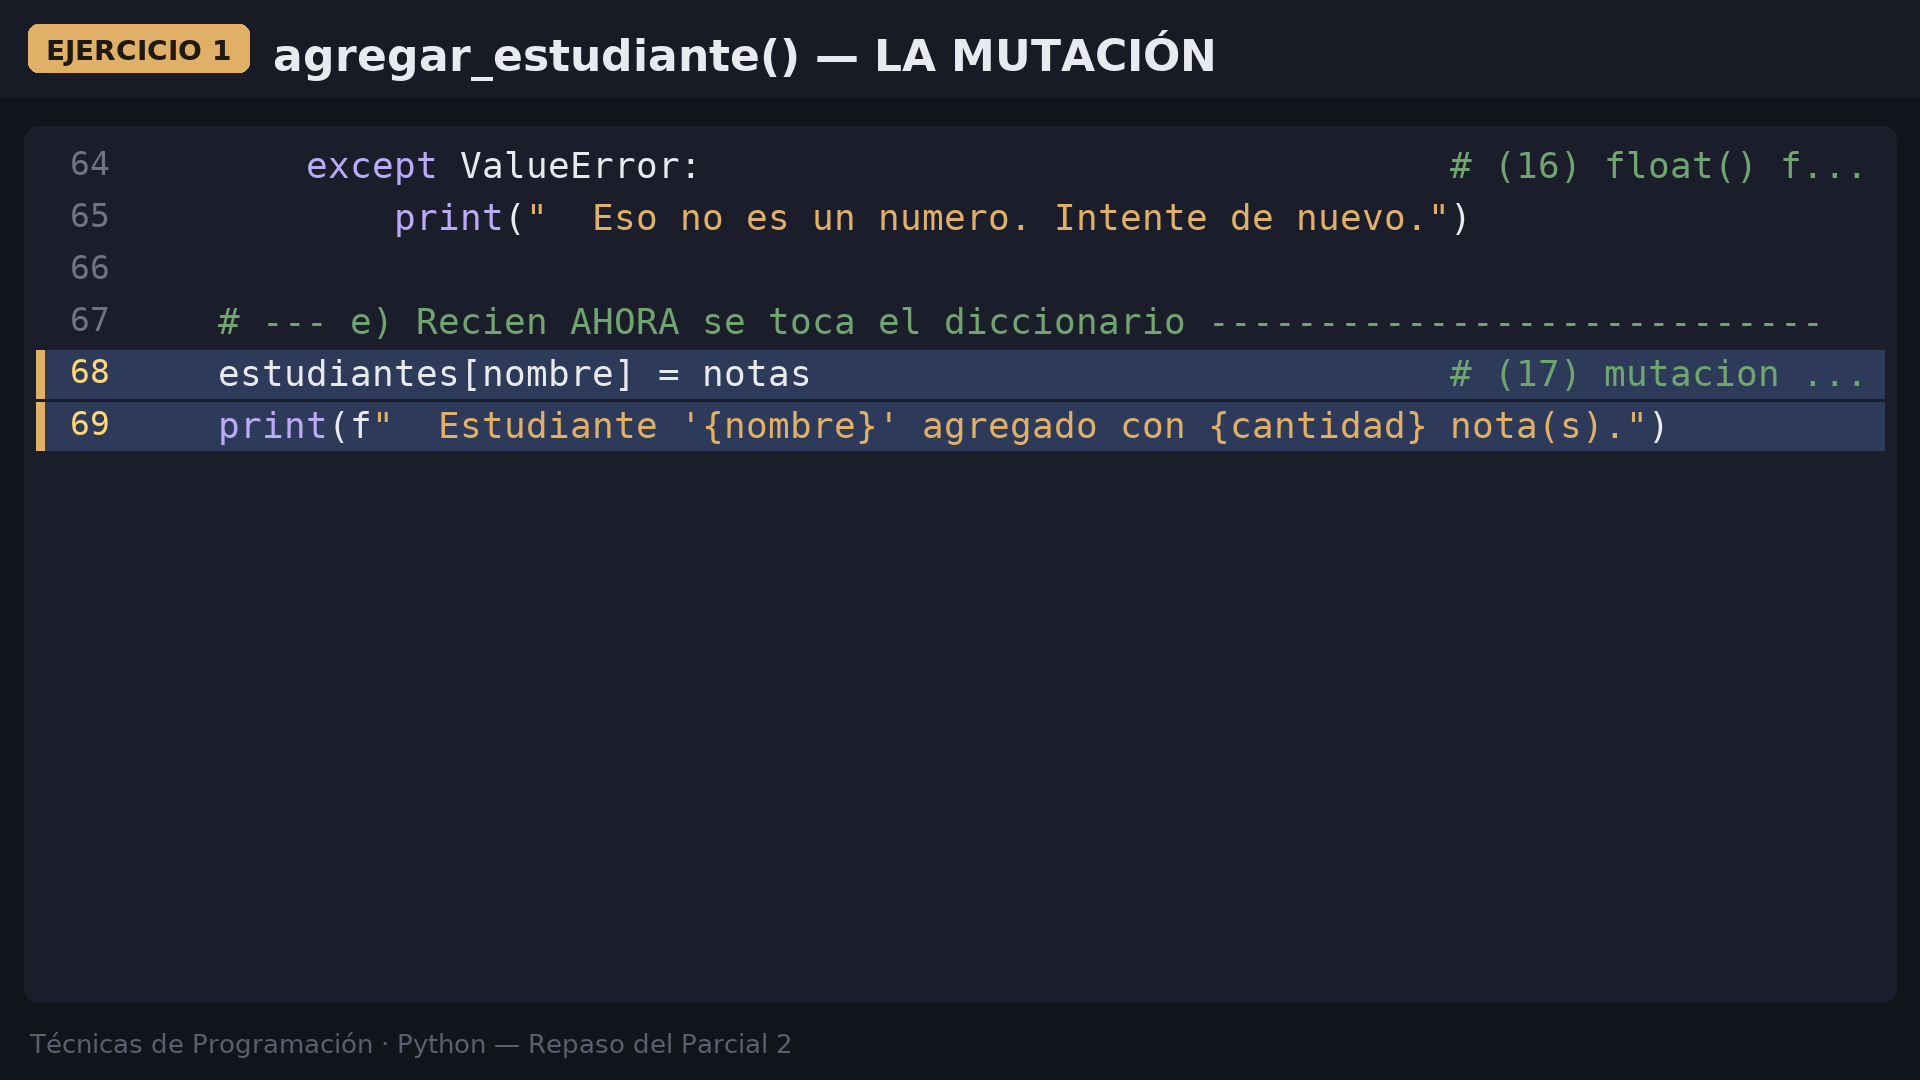 EJERCICIO 1 agregar_estudiante() — LA MUTACIÓN
64 except ValueError: # (16) float() f...
65 print("  Eso no es un numero. Intente de nuevo.")
66
67 # --- e) Recien AHORA se toca el diccionario ----------------------------
68 estudiantes[nombre] = notas # (17) mutacion ...
69 print(f"  Estudiante '{nombre}' agregado con {cantidad} nota(s).")
Técnicas de Programación · Python — Repaso del Parcial 2